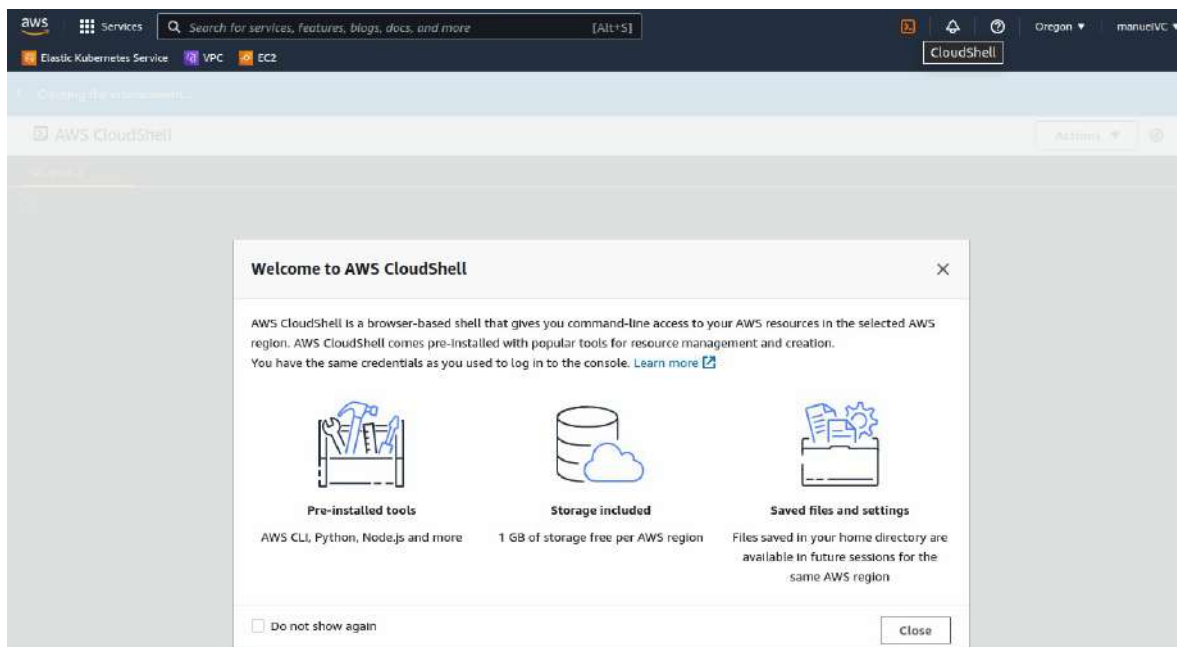 aws Services Search for services, features, blogs, docs, and more [Alt+S] Oregon ▼ manuelVC ▼
Elastic Kubernetes Service VPC EC2 CloudShell
Creating the environment...
AWS CloudShell Actions ▼
Welcome to AWS CloudShell
AWS CloudShell is a browser-based shell that gives you command-line access to your AWS resources in the selected AWS
region. AWS CloudShell comes pre-installed with popular tools for resource management and creation.
You have the same credentials as you used to log in to the console. Learn more
Pre-installed tools
AWS CLI, Python, Node.js and more
Storage included
1 GB of storage free per AWS region
Saved files and settings
Files saved in your home directory are
available in future sessions for the
same AWS region
Do not show again
Close